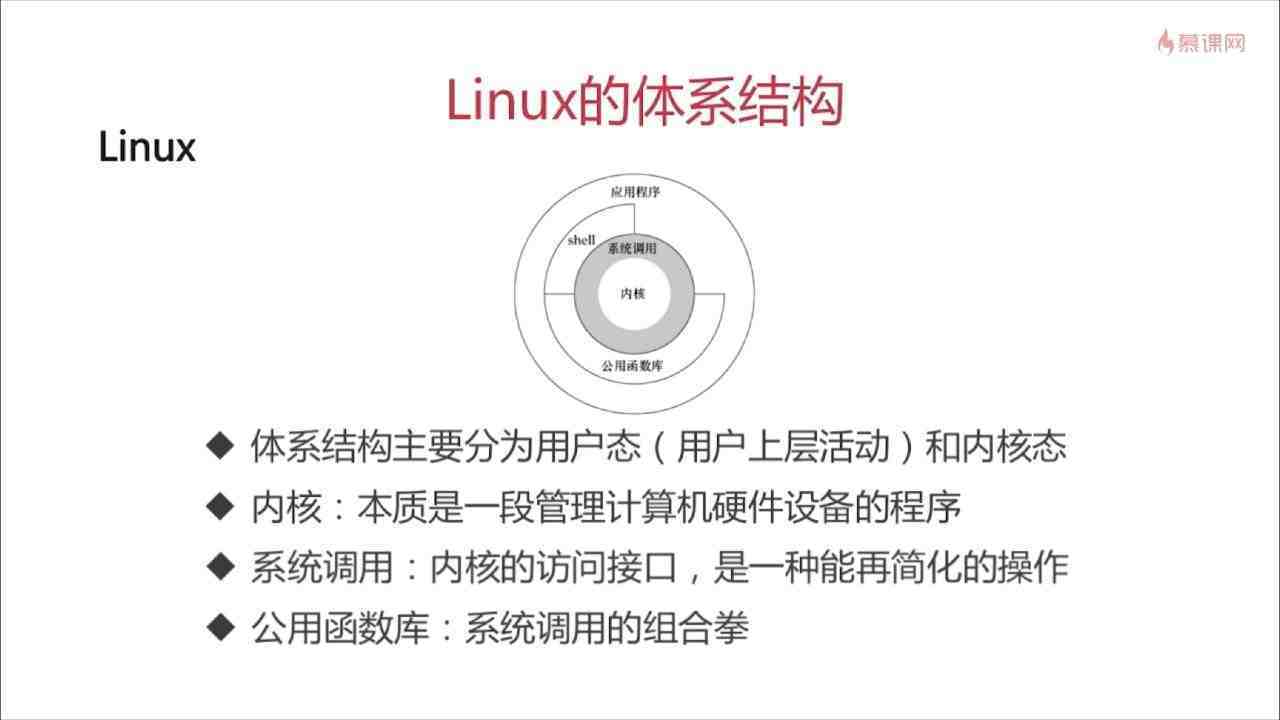 慕课网
Linux的体系结构
Linux
应用程序
shell
系统调用
内核
公用函数库
◆ 体系结构主要分为用户态（用户上层活动）和内核态
◆ 内核：本质是一段管理计算机硬件设备的程序
◆ 系统调用：内核的访问接口，是一种能再简化的操作
◆ 公用函数库：系统调用的组合拳